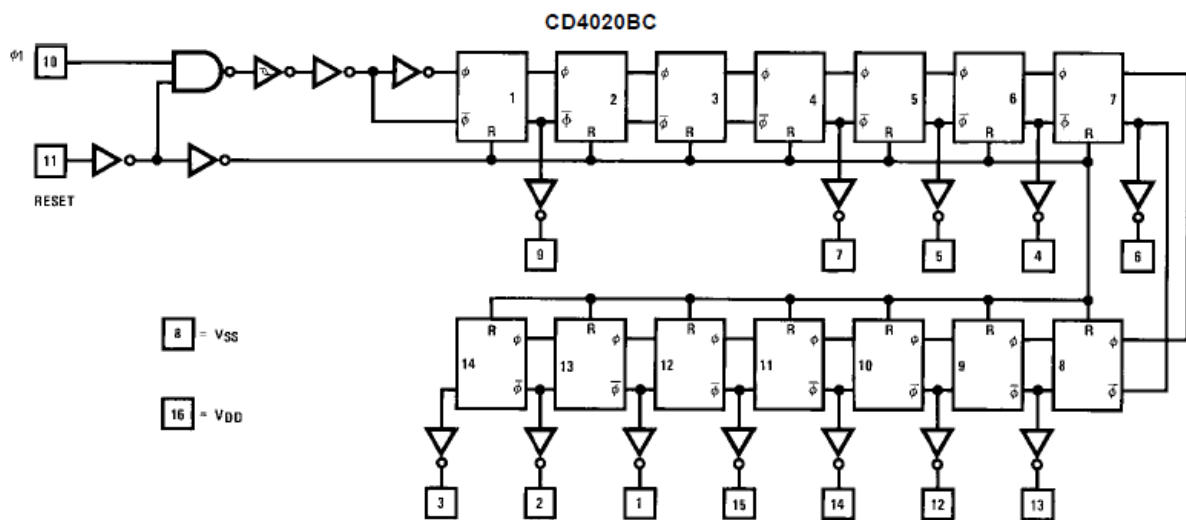 CD4020BC
ϕ1 10
1 2 3 4 5 6 7
ϕ ϕ ϕ ϕ ϕ ϕ ϕ
ϕ̅ ϕ̅ ϕ̅ ϕ̅ ϕ̅ ϕ̅ ϕ̅
R R R R R R R
11
RESET
9 7 5 4 6
R R R R R R R
8 = VSS
ϕ ϕ ϕ ϕ ϕ ϕ ϕ
14 13 12 11 10 9 8
ϕ̅ ϕ̅ ϕ̅ ϕ̅ ϕ̅ ϕ̅ ϕ̅
16 = VDD
3 2 1 15 14 12 13